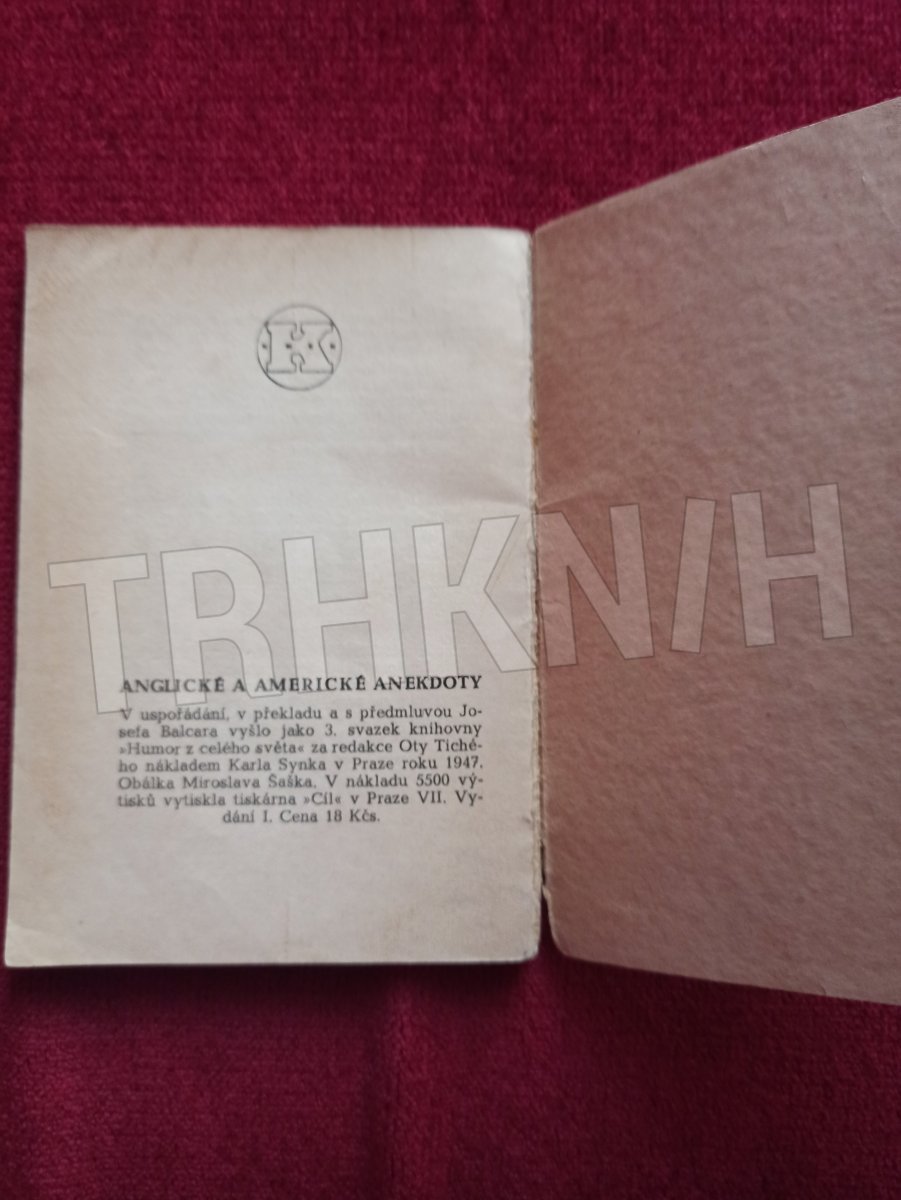 K
TRHKNIH
ANGLICKÉ A AMERICKÉ ANEKDOTY
V uspořádání, v překladu a s předmluvou Jo-
sefa Balcara vyšlo jako 3. svazek knihovny
»Humor z celého světa« za redakce Oty Tiché-
ho nákladem Karla Synka v Praze roku 1947.
Obálka Miroslava Šaška. V nákladu 5500 vý-
tisků vytiskla tiskárna »Cíl« v Praze VII. Vy-
dání I. Cena 18 Kčs.